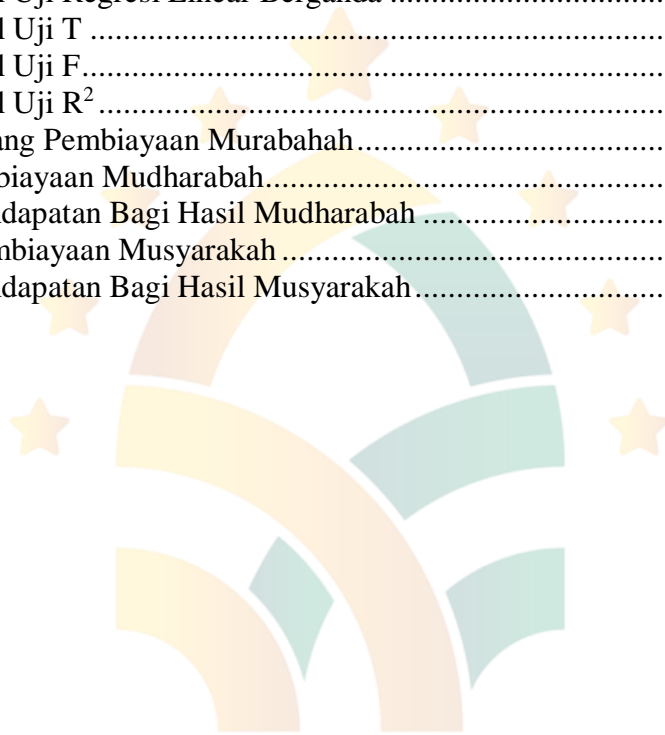 l Uji Regresi Linear Berganda ....................................
l Uji T .........................................................................
l Uji F.........................................................................
l Uji R² .......................................................................
ang Pembiayaan Murabahah.......................................
biayaan Mudharabah..................................................
dapatan Bagi Hasil Mudharabah ...............................
mbiayaan Musyarakah ................................................
dapatan Bagi Hasil Musyarakah................................